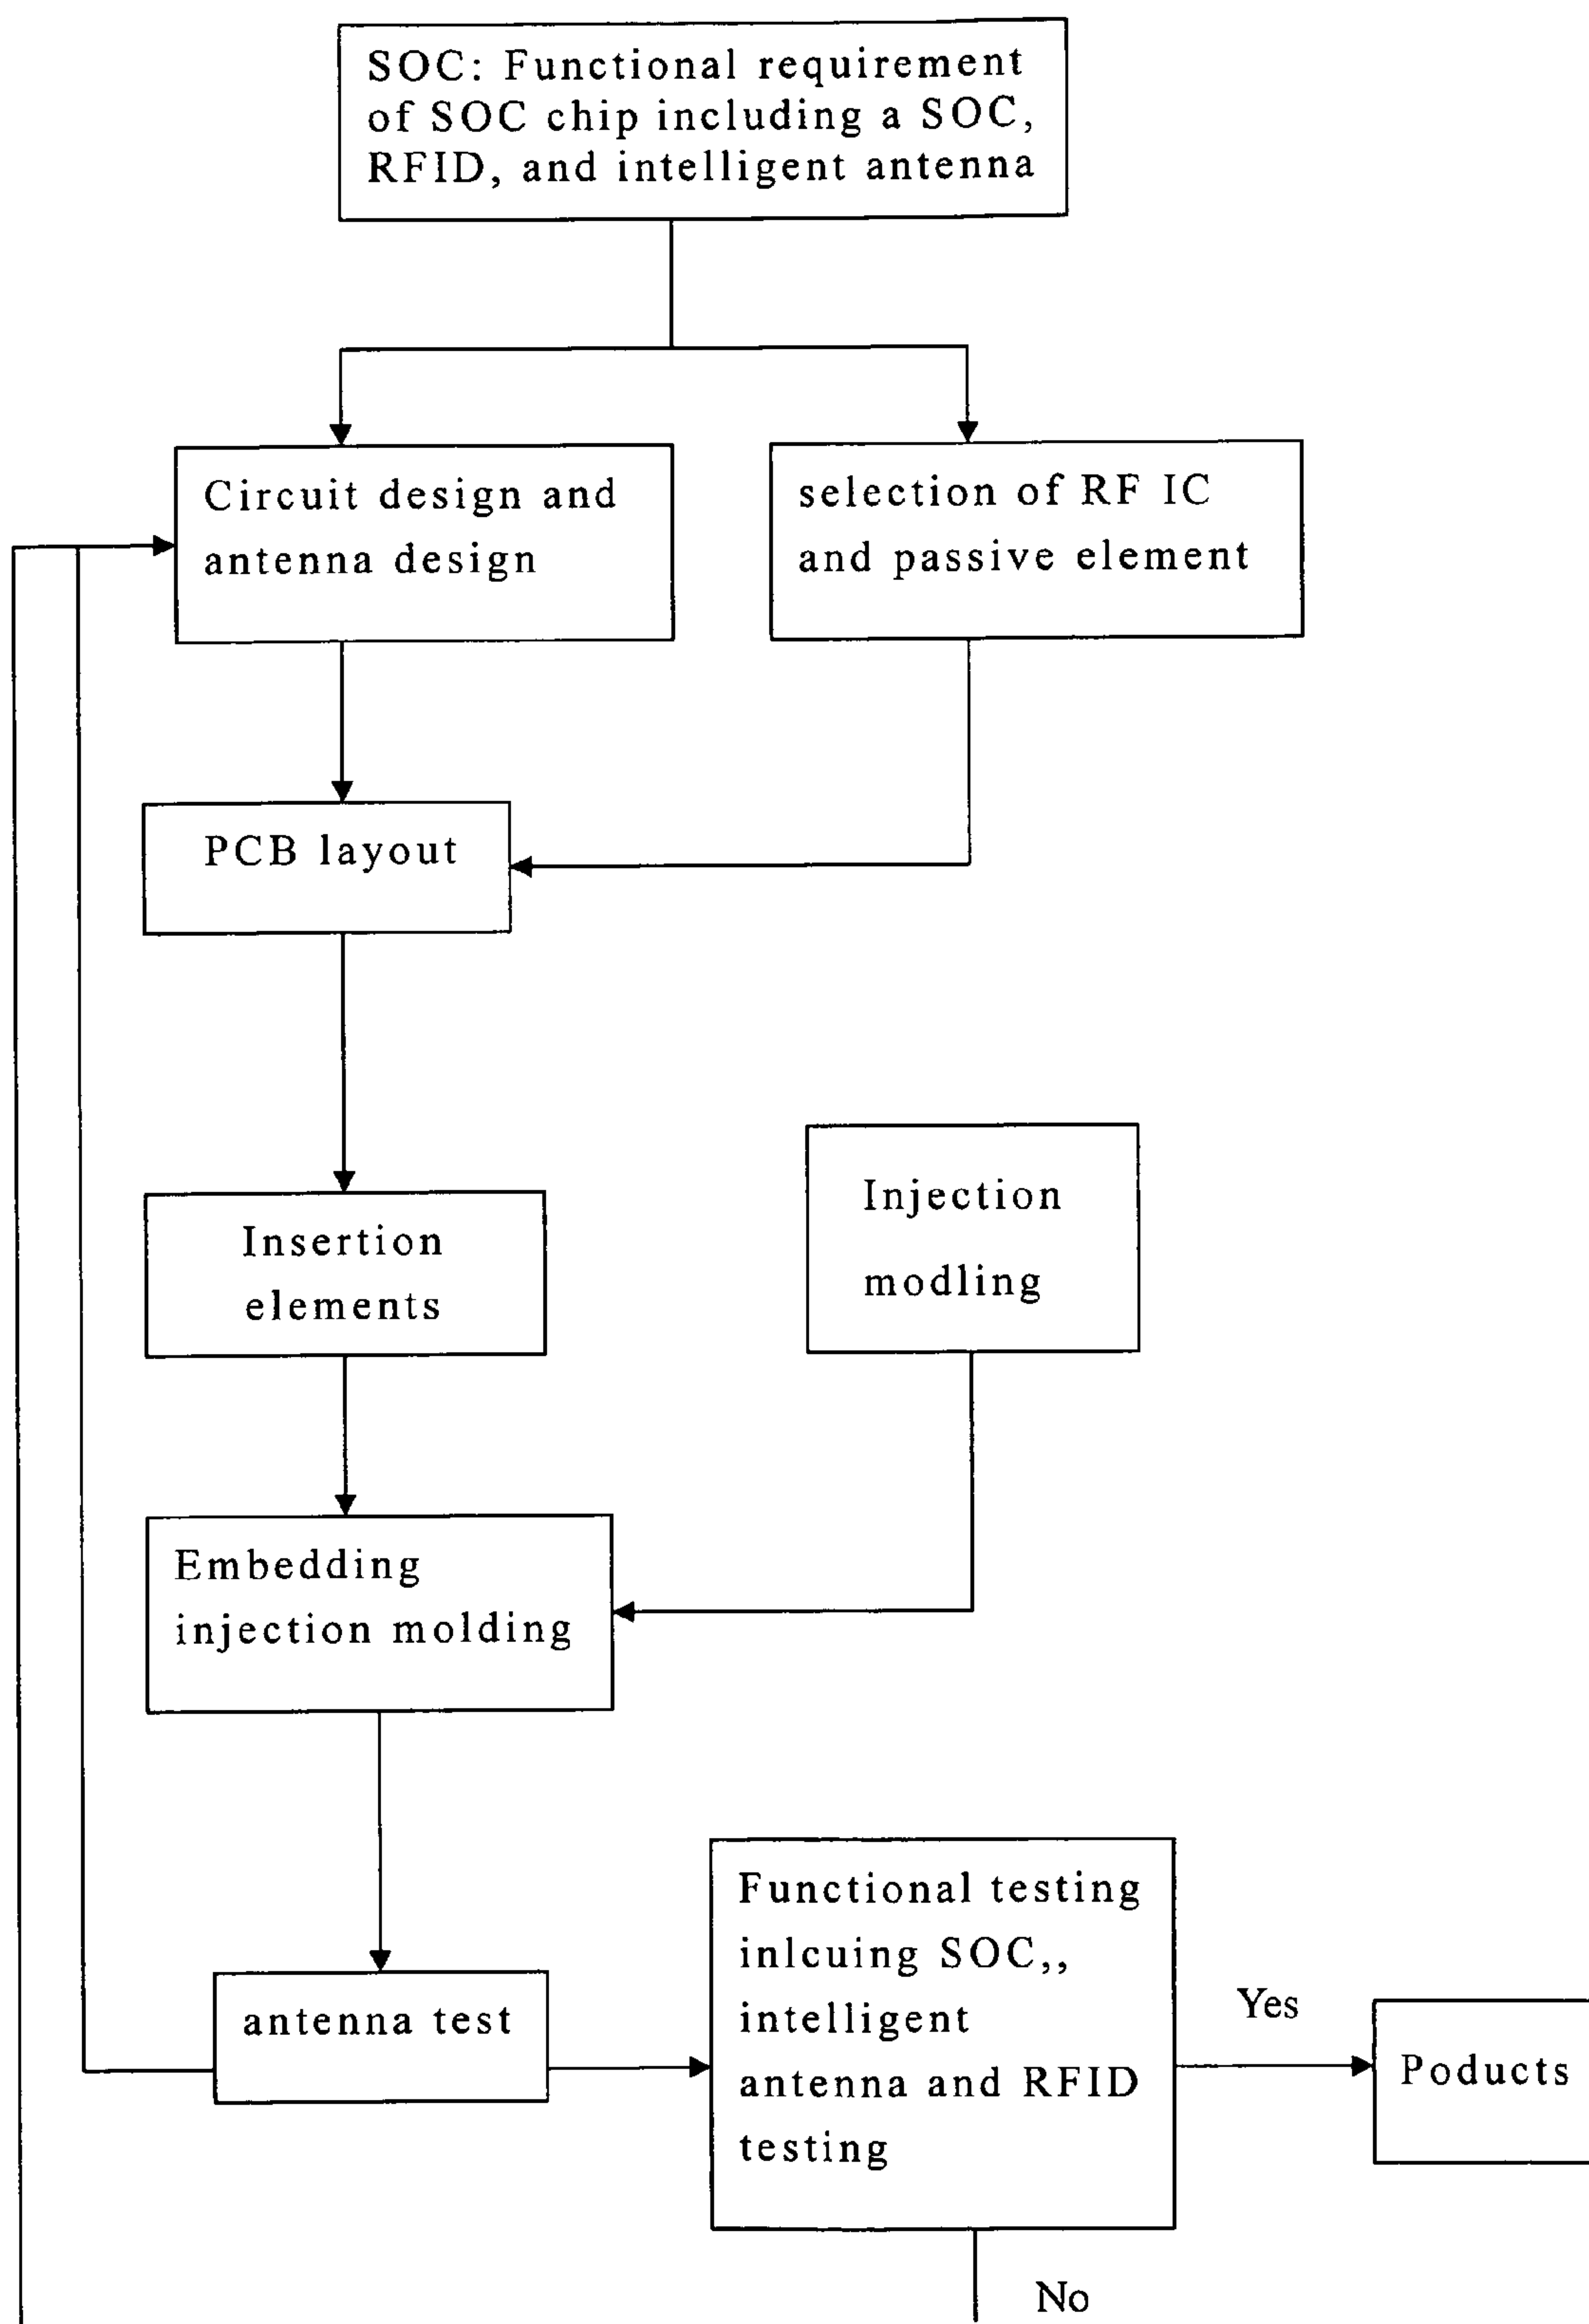 SOC: Functional requirement
of SOC chip including a SOC,
RFID, and intelligent antenna
Circuit design and
antenna design
selection of RF IC
and passive element
PCB layout
Injection
modling
Insertion
elements
Embedding
injection molding
antenna test
Functional testing
inlcuing SOC,,
intelligent
antenna and RFID
testing
Yes
Poducts
No